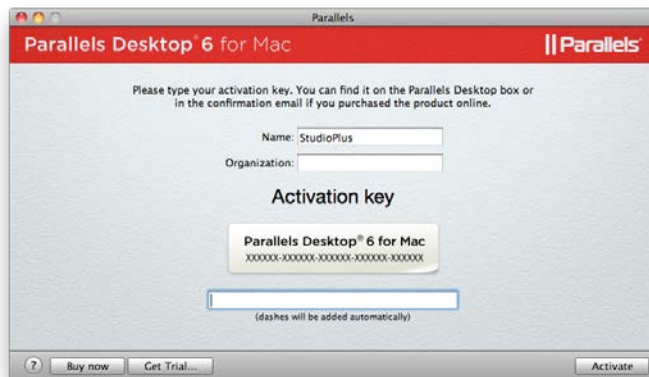 Parallels
Parallels Desktop® 6 for Mac
Parallels®
Please type your activation key. You can find it on the Parallels Desktop box or
in the confirmation email if you purchased the product online.
Name: StudioPlus
Organization:
Activation key
Parallels Desktop® 6 for Mac
XXXXXX-XXXXXX-XXXXXX-XXXXXX-XXXXXX
(dashes will be added automatically)
? Buy now Get Trial... Activate